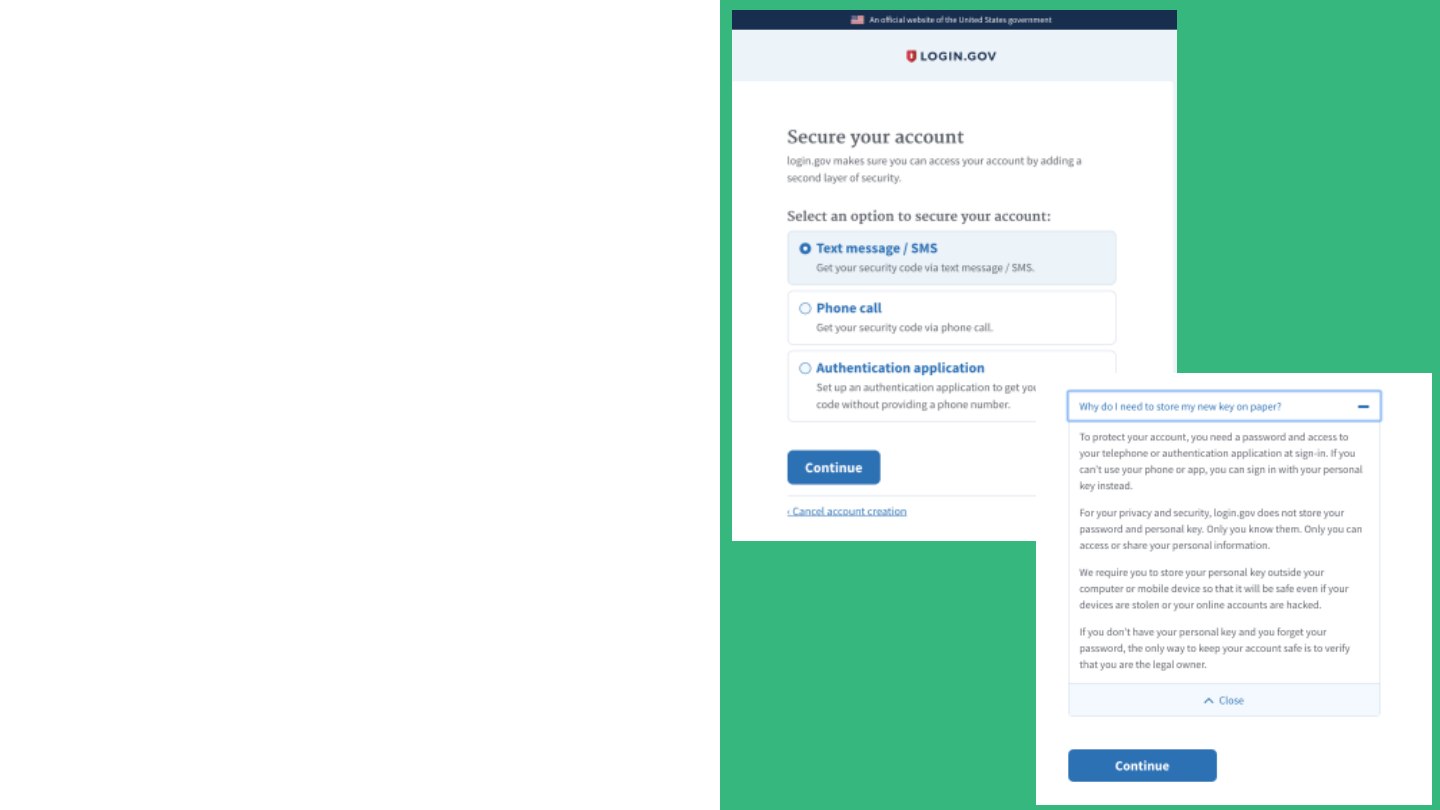 An official website of the United States government
LOGIN.GOV
Secure your account
login.gov makes sure you can access your account by adding a
second layer of security.
Select an option to secure your account:
Text message / SMS
Get your security code via text message / SMS.
Phone call
Get your security code via phone call.
Authentication application
Set up an authentication application to get you
code without providing a phone number.
Continue
‹ Cancel account creation
Why do I need to store my new key on paper?
To protect your account, you need a password and access to
your telephone or authentication application at sign-in. If you
can't use your phone or app, you can sign in with your personal
key instead.
For your privacy and security, login.gov does not store your
password and personal key. Only you know them. Only you can
access or share your personal information.
We require you to store your personal key outside your
computer or mobile device so that it will be safe even if your
devices are stolen or your online accounts are hacked.
If you don't have your personal key and you forget your
password, the only way to keep your account safe is to verify
that you are the legal owner.
Close
Continue